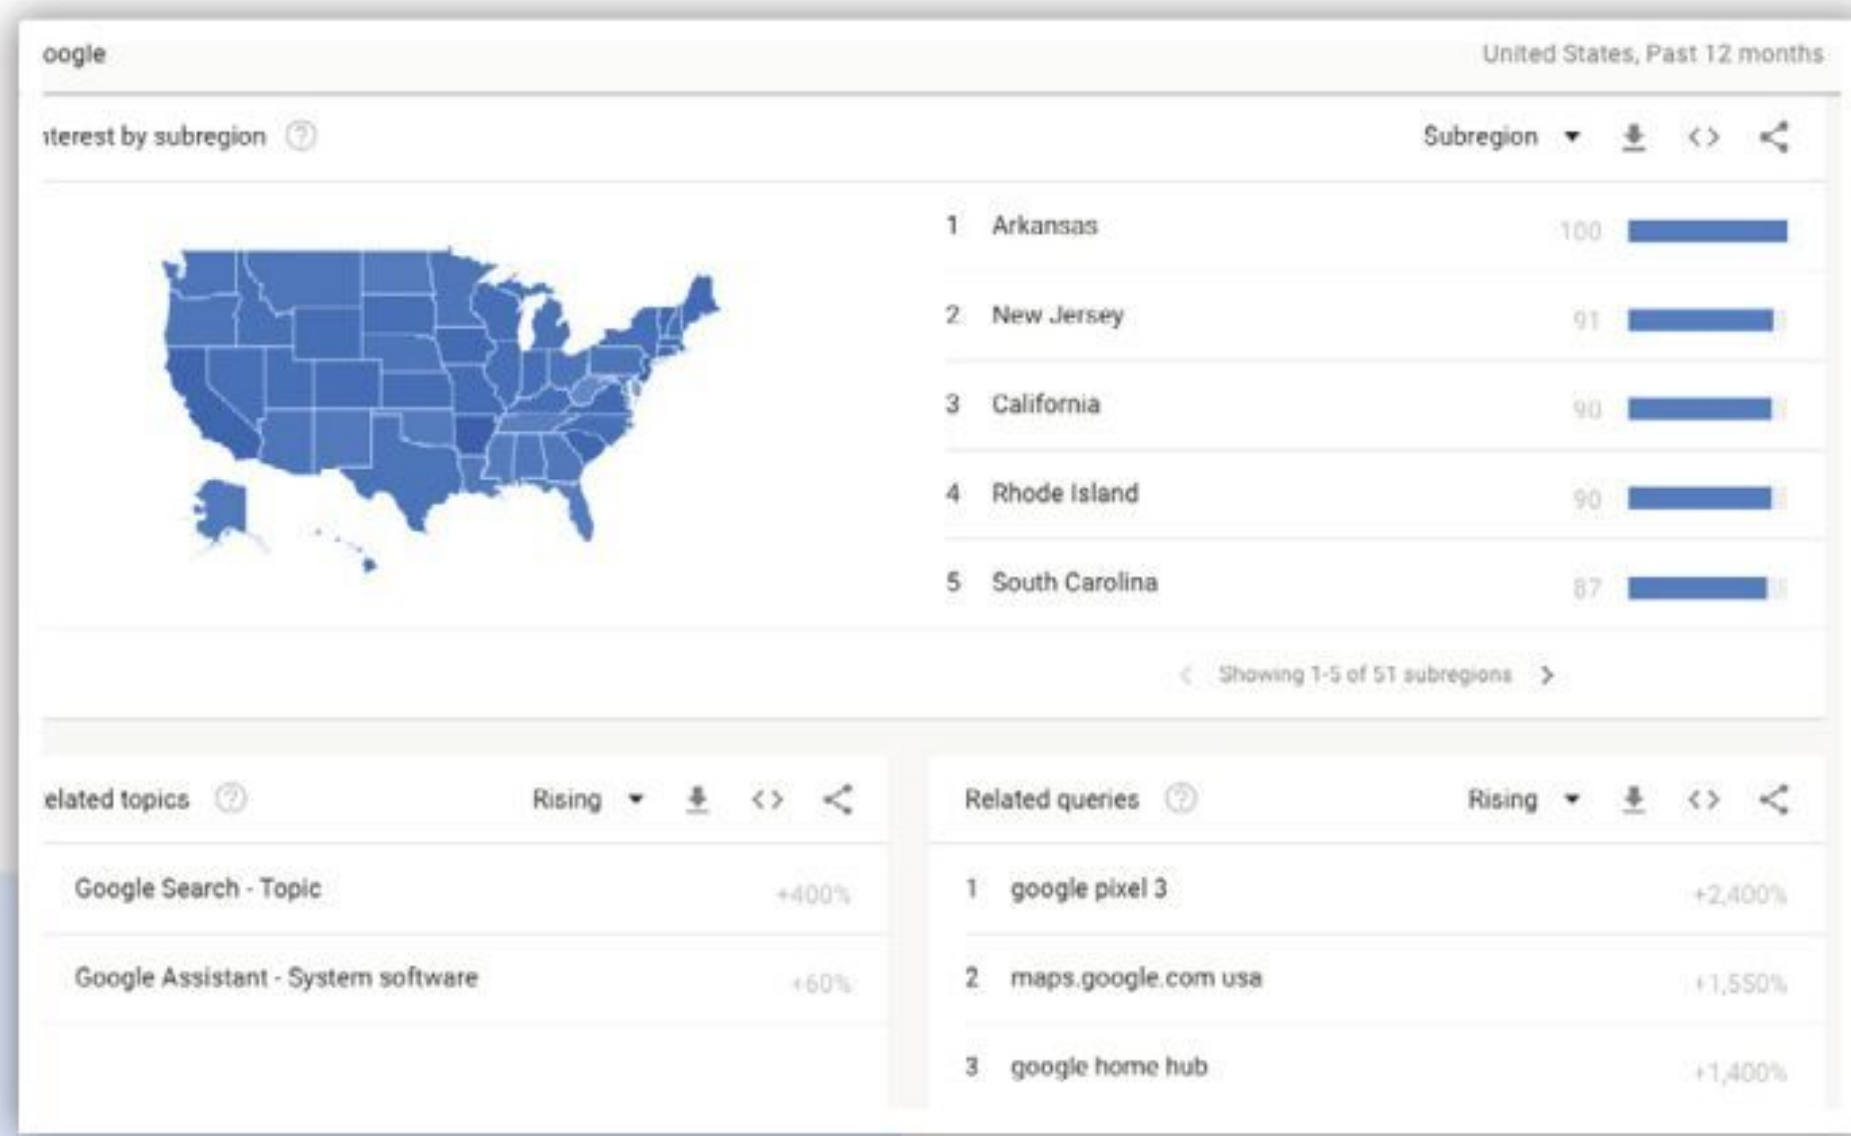 oogle
United States, Past 12 months
nterest by subregion
Subregion
1 Arkansas 100
2 New Jersey 91
3 California 90
4 Rhode Island 90
5 South Carolina 87
Showing 1-5 of 51 subregions
elated topics
Rising
Google Search - Topic +400%
Google Assistant - System software +60%
Related queries
Rising
1 google pixel 3 +2,400%
2 maps.google.com usa +1,550%
3 google home hub +1,400%